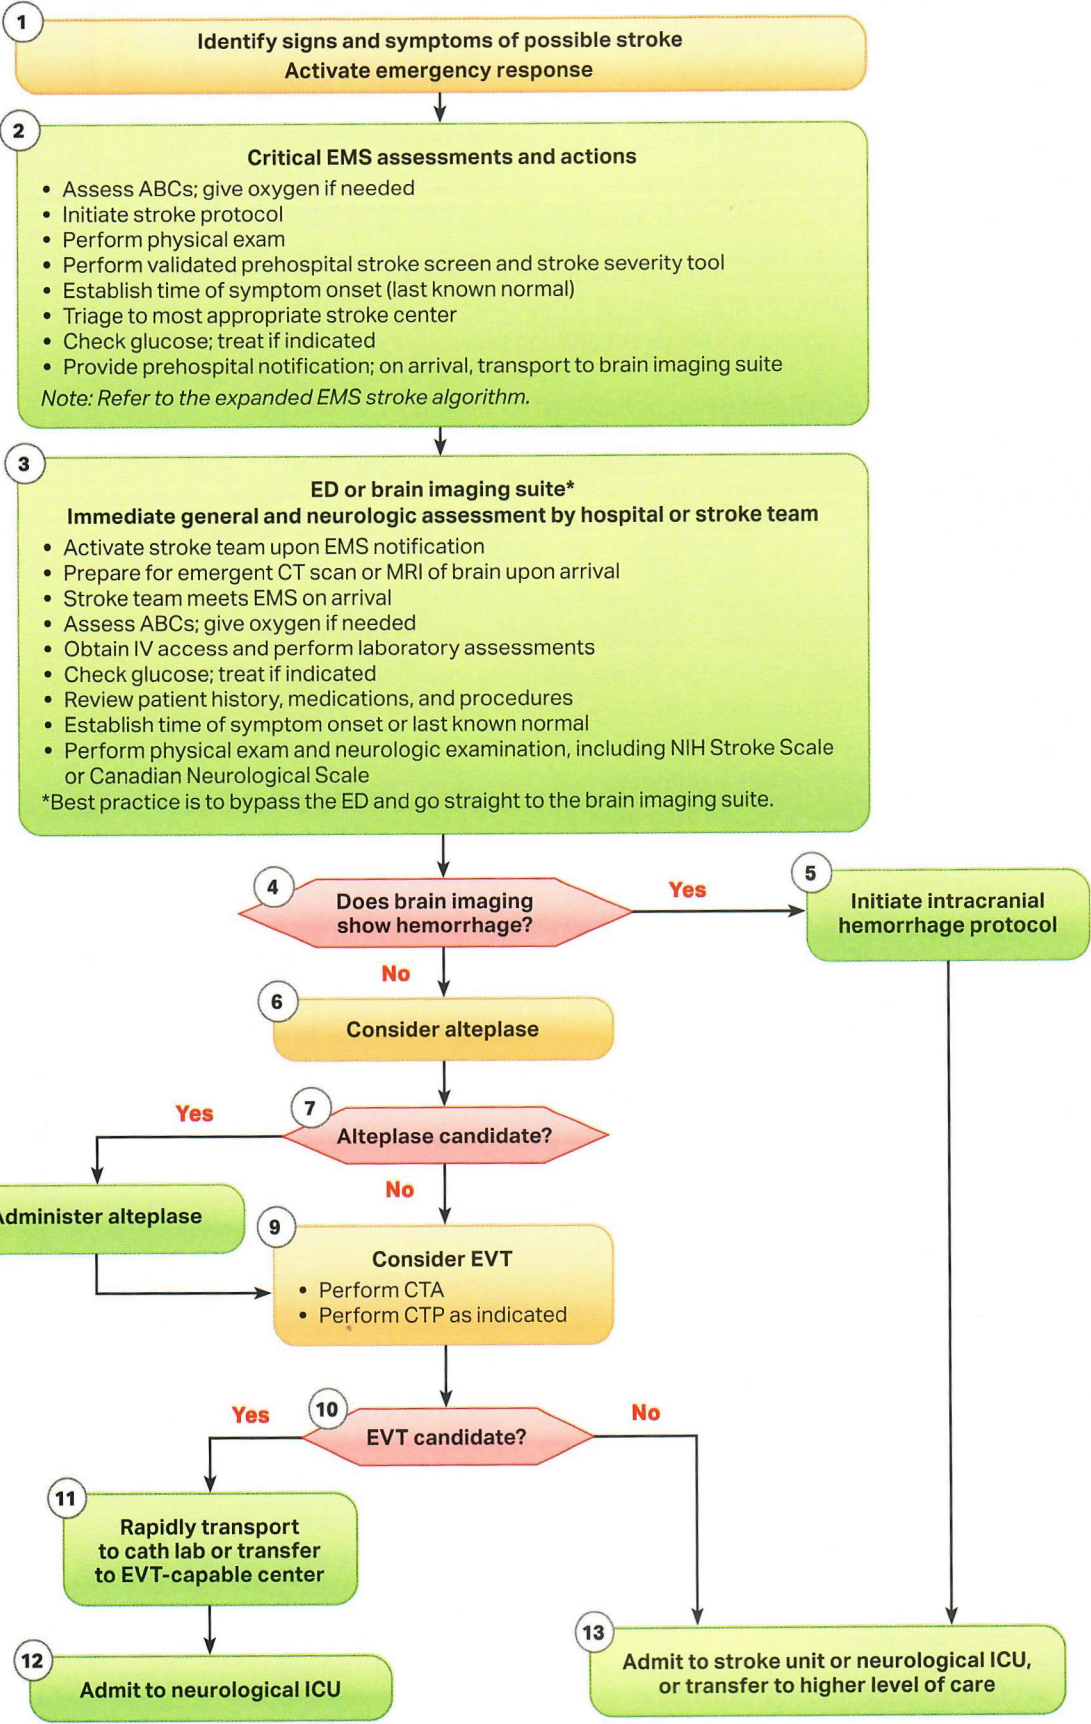 1
Identify signs and symptoms of possible stroke
Activate emergency response
2
Critical EMS assessments and actions
• Assess ABCs; give oxygen if needed
• Initiate stroke protocol
• Perform physical exam
• Perform validated prehospital stroke screen and stroke severity tool
• Establish time of symptom onset (last known normal)
• Triage to most appropriate stroke center
• Check glucose; treat if indicated
• Provide prehospital notification; on arrival, transport to brain imaging suite
Note: Refer to the expanded EMS stroke algorithm.
3
ED or brain imaging suite*
Immediate general and neurologic assessment by hospital or stroke team
• Activate stroke team upon EMS notification
• Prepare for emergent CT scan or MRI of brain upon arrival
• Stroke team meets EMS on arrival
• Assess ABCs; give oxygen if needed
• Obtain IV access and perform laboratory assessments
• Check glucose; treat if indicated
• Review patient history, medications, and procedures
• Establish time of symptom onset or last known normal
• Perform physical exam and neurologic examination, including NIH Stroke Scale
or Canadian Neurological Scale
*Best practice is to bypass the ED and go straight to the brain imaging suite.
4
Does brain imaging
show hemorrhage?
Yes
5
Initiate intracranial
hemorrhage protocol
No
6
Consider alteplase
7
Alteplase candidate?
Yes
No
Administer alteplase
9
Consider EVT
• Perform CTA
• Perform CTP as indicated
10
EVT candidate?
Yes
No
11
Rapidly transport
to cath lab or transfer
to EVT-capable center
12
Admit to neurological ICU
13
Admit to stroke unit or neurological ICU,
or transfer to higher level of care